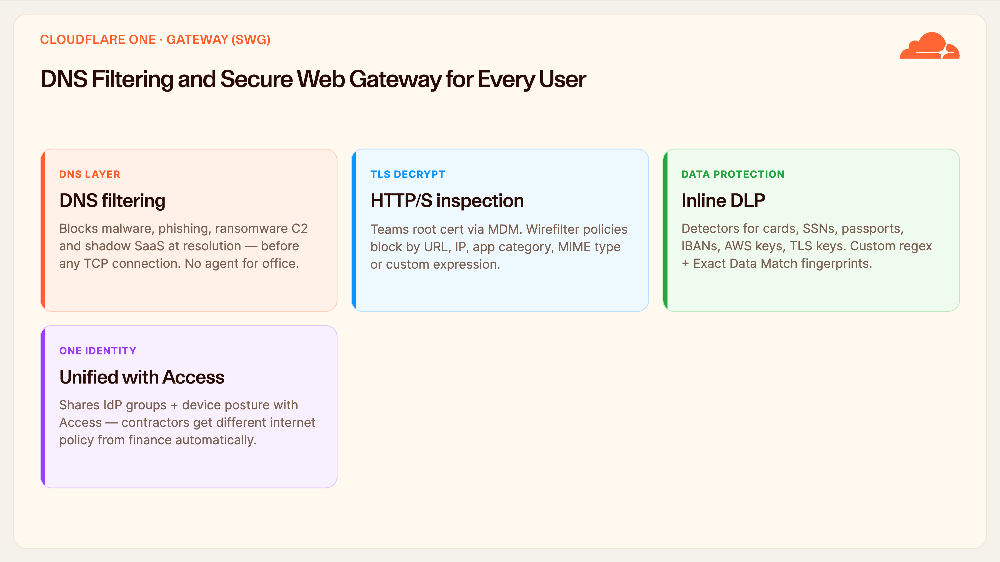 CLOUDFLARE ONE · GATEWAY (SWG)
DNS Filtering and Secure Web Gateway for Every User
DNS LAYER
DNS filtering
Blocks malware, phishing, ransomware C2
and shadow SaaS at resolution — before
any TCP connection. No agent for office.
TLS DECRYPT
HTTP/S inspection
Teams root cert via MDM. Wirefilter policies
block by URL, IP, app category, MIME type
or custom expression.
DATA PROTECTION
Inline DLP
Detectors for cards, SSNs, passports,
IBANs, AWS keys, TLS keys. Custom regex
+ Exact Data Match fingerprints.
ONE IDENTITY
Unified with Access
Shares IdP groups + device posture with
Access — contractors get different internet
policy from finance automatically.